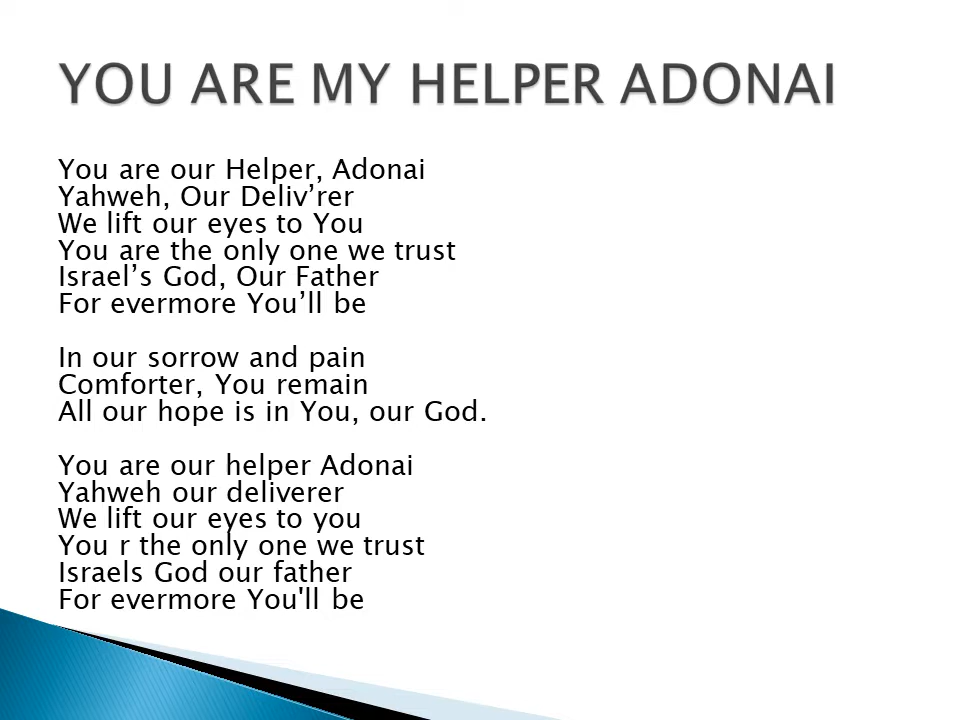 YOU ARE MY HELPER ADONAI
You are our Helper, Adonai
Yahweh, Our Deliv’rer
We lift our eyes to You
You are the only one we trust
Israel’s God, Our Father
For evermore You’ll be
In our sorrow and pain
Comforter, You remain
All our hope is in You, our God.
You are our helper Adonai
Yahweh our deliverer
We lift our eyes to you
You r the only one we trust
Israels God our father
For evermore You'll be